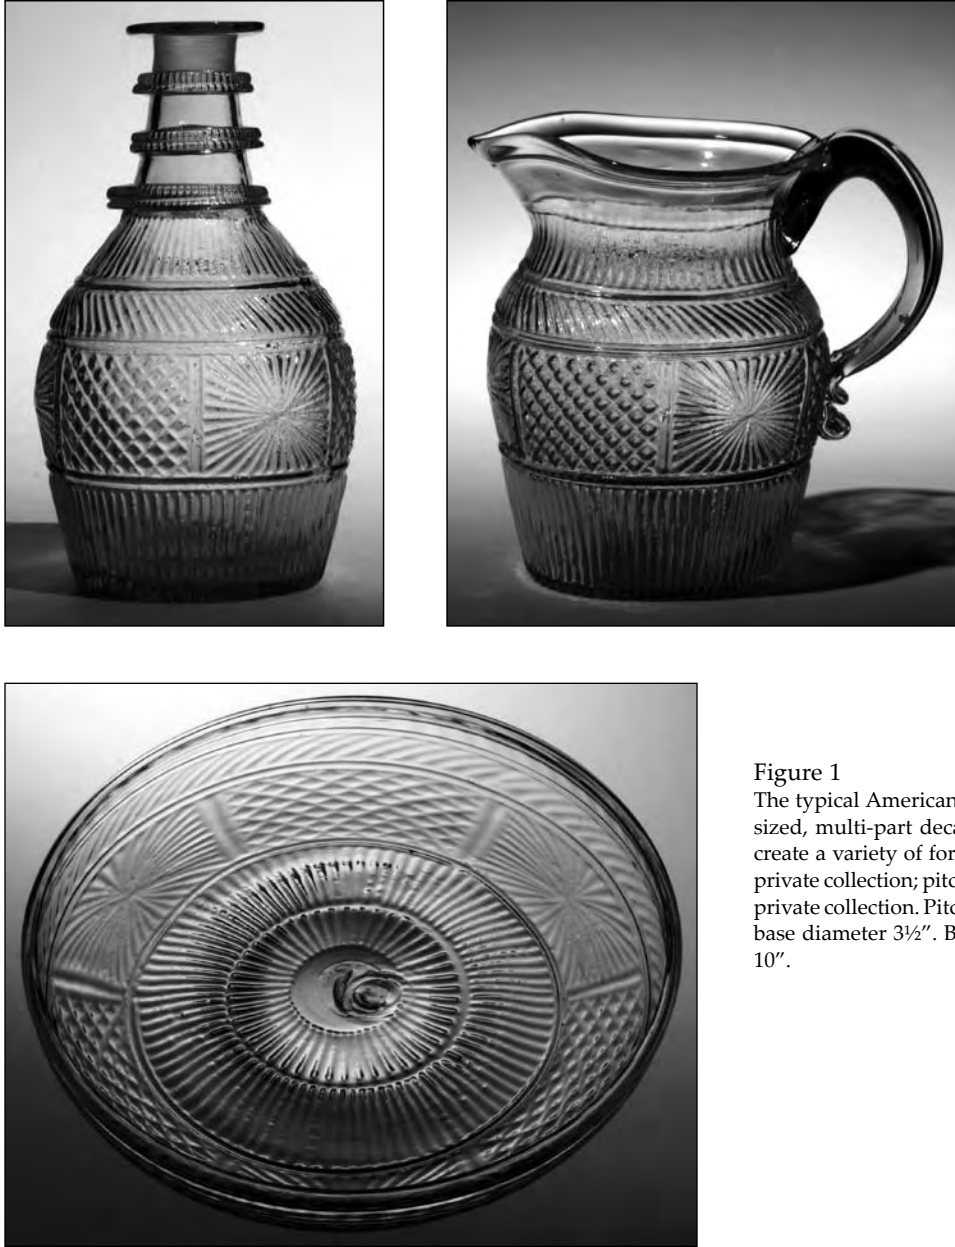 Figure 1
The typical American
sized, multi-part deca
create a variety of for
private collection; pitc
private collection. Pitc
base diameter 3½”. B
10”.